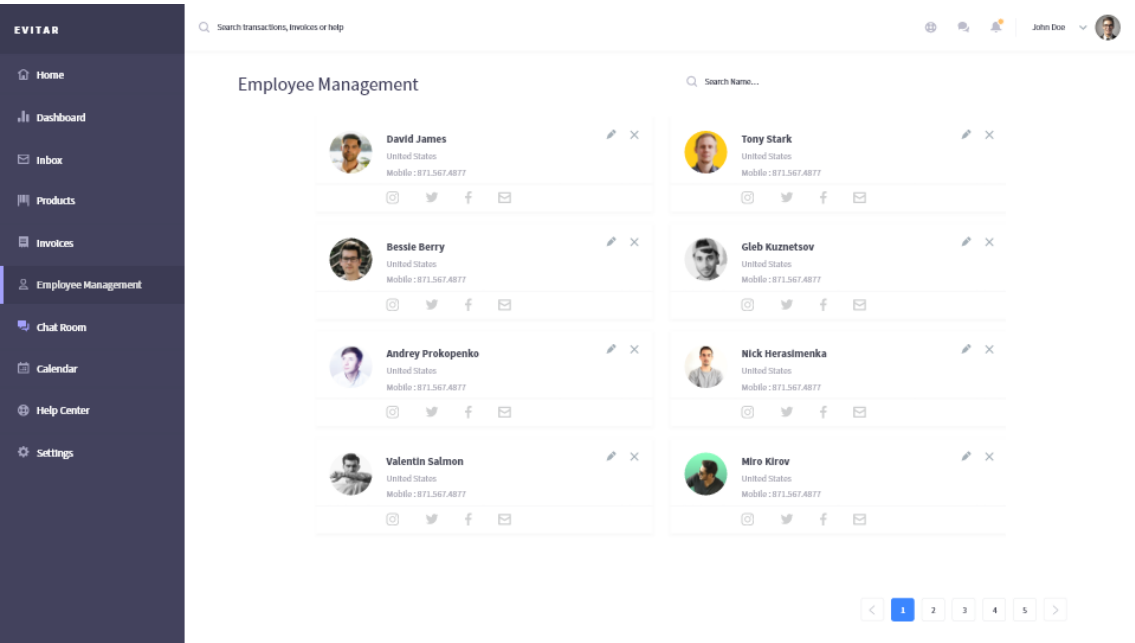 EVITAR
Search transactions, Invoices or help
John Doe
Home
Dashboard
Inbox
Products
Invoices
Employee Management
Chat Room
Calendar
Help Center
Settings
Employee Management
Search Name...
David James
United States
Mobile : 871.567.4877
Tony Stark
United States
Mobile : 871.567.4877
Bessie Berry
United States
Mobile : 871.567.4877
Gleb Kuznetsov
United States
Mobile : 871.567.4877
Andrey Prokopenko
United States
Mobile : 871.567.4877
Nick Herasimenka
United States
Mobile : 871.567.4877
Valentin Salmon
United States
Mobile : 871.567.4877
Miro Kirov
United States
Mobile : 871.567.4877
1 2 3 4 5